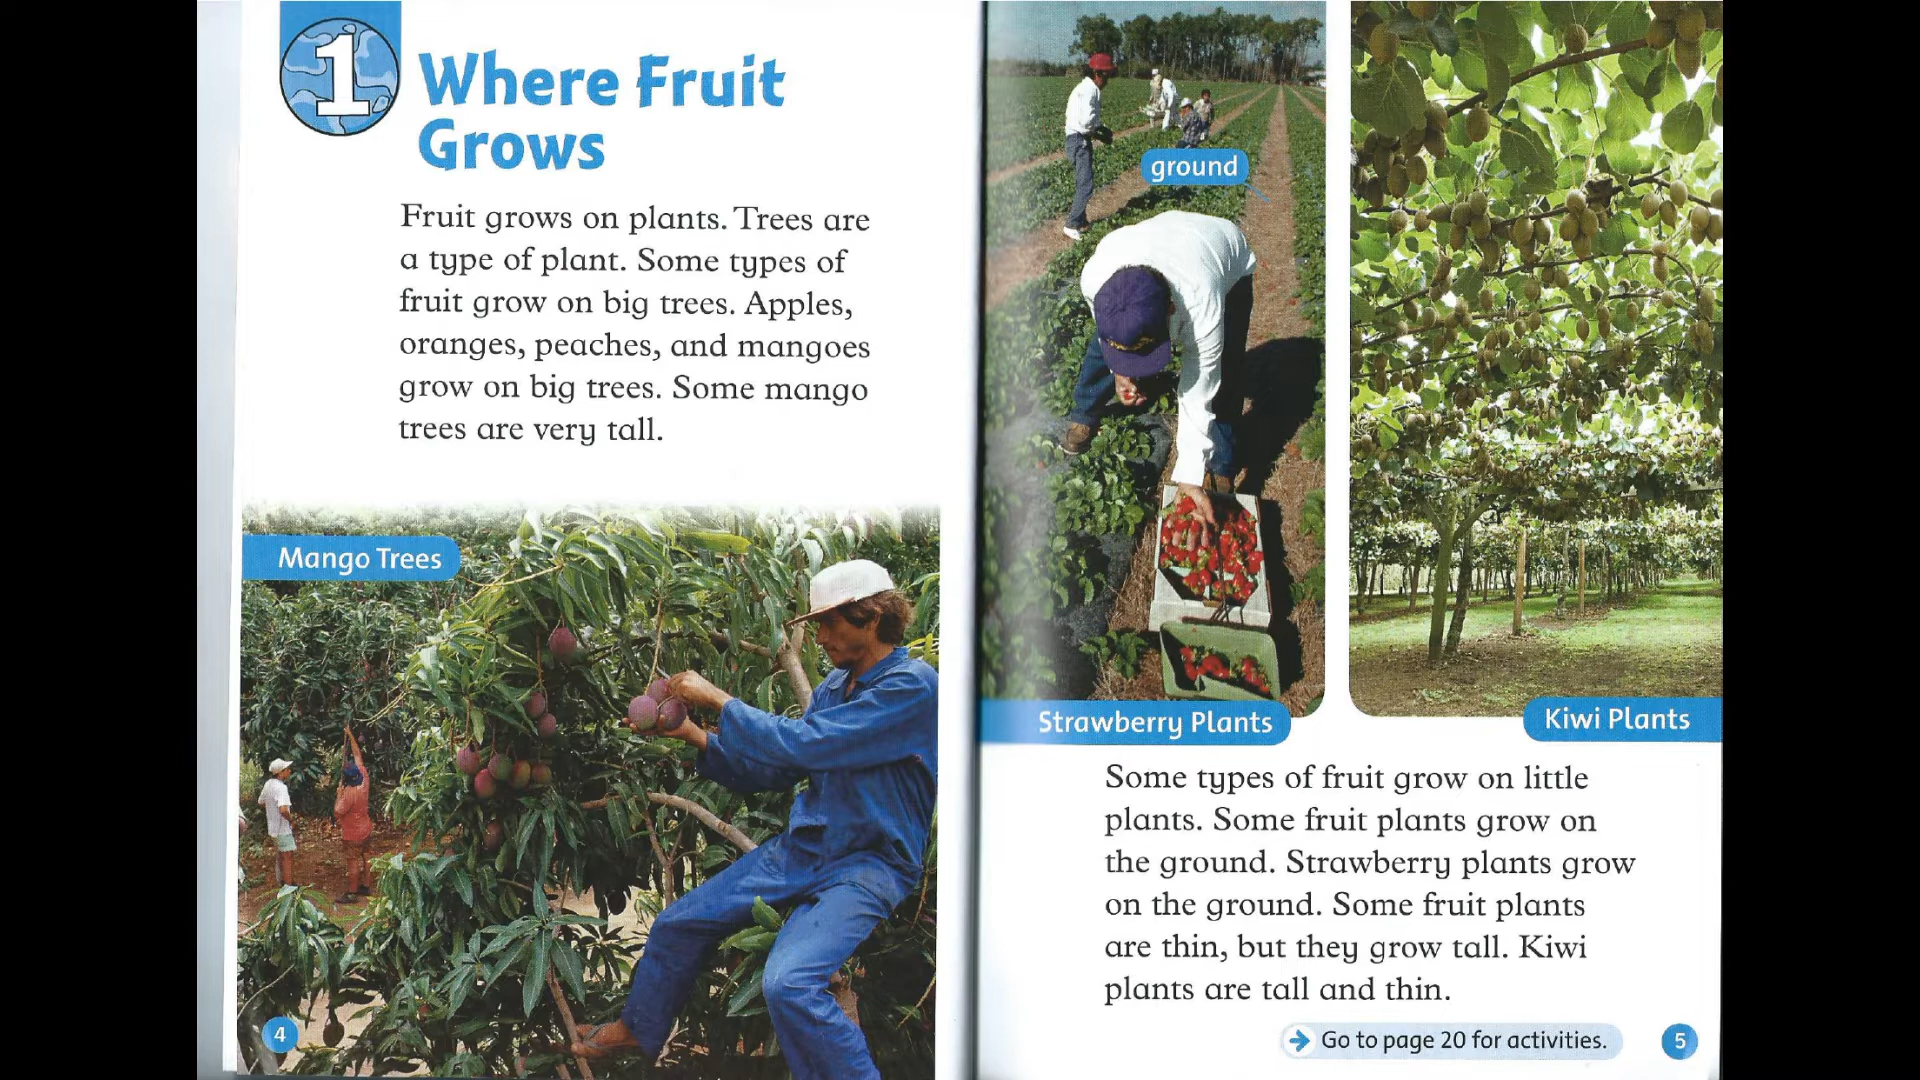 1
Where Fruit
Grows
Fruit grows on plants. Trees are
a type of plant. Some types of
fruit grow on big trees. Apples,
oranges, peaches, and mangoes
grow on big trees. Some mango
trees are very tall.
Mango Trees
4
ground
Strawberry Plants
Kiwi Plants
Some types of fruit grow on little
plants. Some fruit plants grow on
the ground. Strawberry plants grow
on the ground. Some fruit plants
are thin, but they grow tall. Kiwi
plants are tall and thin.
Go to page 20 for activities.
5